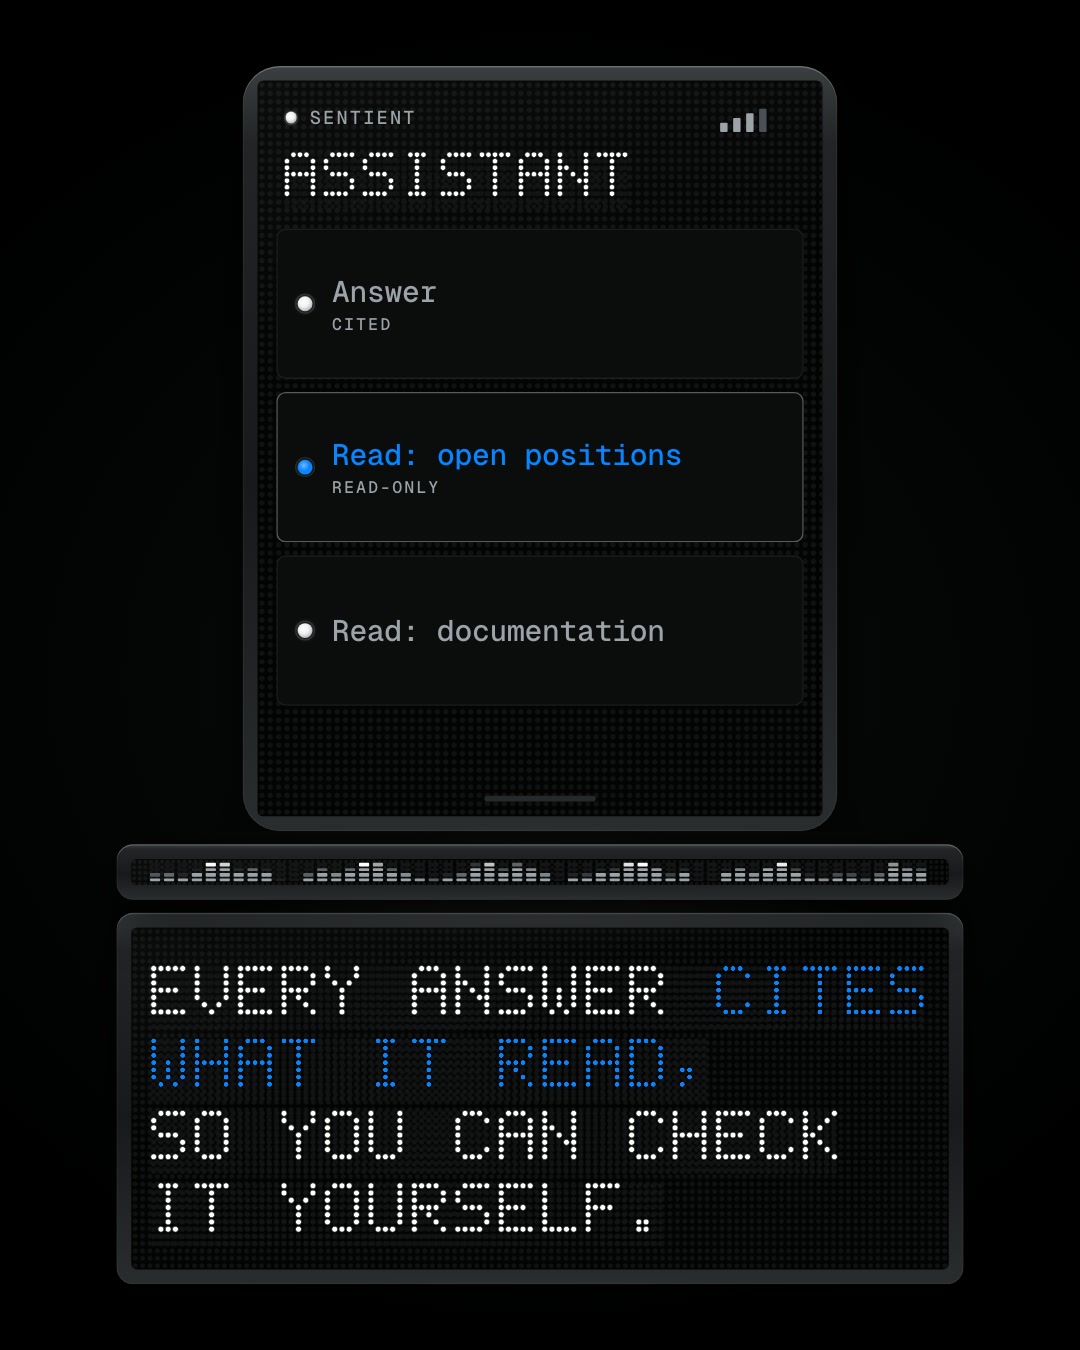 SENTIENT
ASSISTANT
Answer
CITED
Read: open positions
READ-ONLY
Read: documentation
EVERY ANSWER CITES
WHAT IT READ,
SO YOU CAN CHECK
IT YOURSELF.